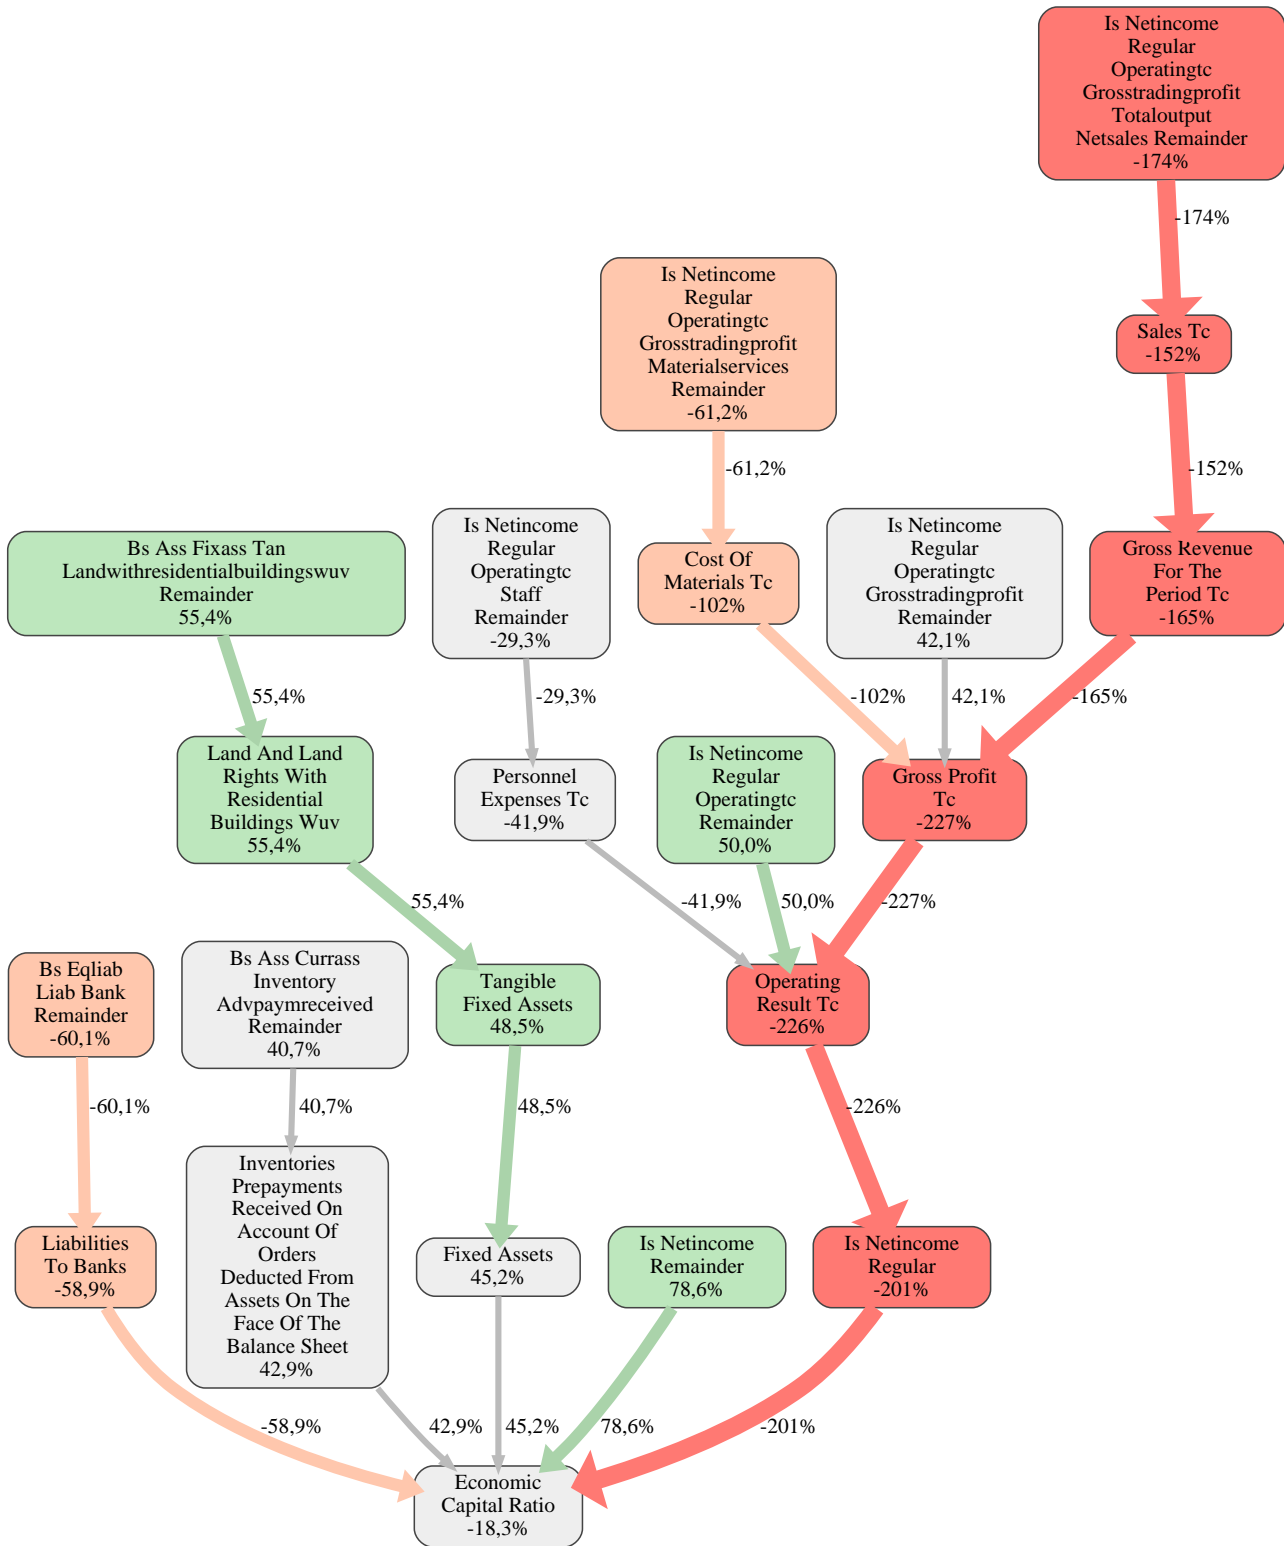 Is Netincome
Regular
Operatingtc
Grosstradingprofit
Totaloutput
Netsales Remainder
-174%
-174%
Is Netincome
Regular
Operatingtc
Grosstradingprofit
Materialservices
Remainder
-61,2%
Sales Tc
-152%
-61,2%
-152%
Bs Ass Fixass Tan
Landwithresidentialbuildingswuv
Remainder
55,4%
Is Netincome
Regular
Operatingtc
Staff
Remainder
-29,3%
Cost Of
Materials Tc
-102%
Is Netincome
Regular
Operatingtc
Grosstradingprofit
Remainder
42,1%
Gross Revenue
For The
Period Tc
-165%
55,4%
-29,3%
-102%
42,1%
-165%
Land And Land
Rights With
Residential
Buildings Wuv
55,4%
Personnel
Expenses Tc
-41,9%
Is Netincome
Regular
Operatingtc
Remainder
50,0%
Gross Profit
Tc
-227%
55,4%
-41,9%
50,0%
-227%
Bs Eqliab
Liab Bank
Remainder
-60,1%
Bs Ass Currass
Inventory
Advpaymreceived
Remainder
40,7%
Tangible
Fixed Assets
48,5%
Operating
Result Tc
-226%
-60,1%
40,7%
48,5%
-226%
Liabilities
To Banks
-58,9%
Inventories
Prepayments
Received On
Account Of
Orders
Deducted From
Assets On The
Face Of The
Balance Sheet
42,9%
Fixed Assets
45,2%
Is Netincome
Remainder
78,6%
Is Netincome
Regular
-201%
-58,9%
42,9%
45,2%
78,6%
-201%
Economic
Capital Ratio
-18,3%